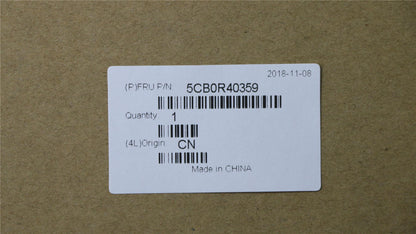 2018-11-08
(P)FRU P/N: 5CB0R40359
Quantity 1
(4L)Origin: CN
Made in CHINA